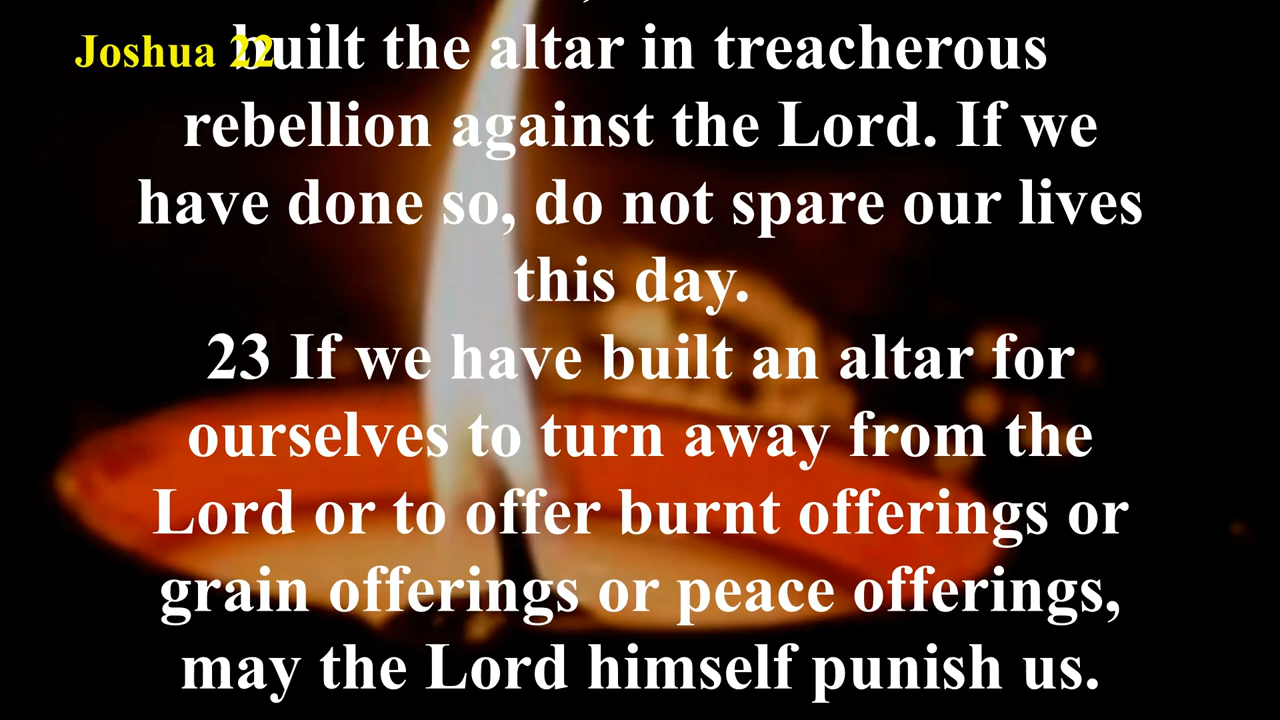 Joshua 22
built the altar in treacherous
rebellion against the Lord. If we
have done so, do not spare our lives
this day.
23 If we have built an altar for
ourselves to turn away from the
Lord or to offer burnt offerings or
grain offerings or peace offerings,
may the Lord himself punish us.